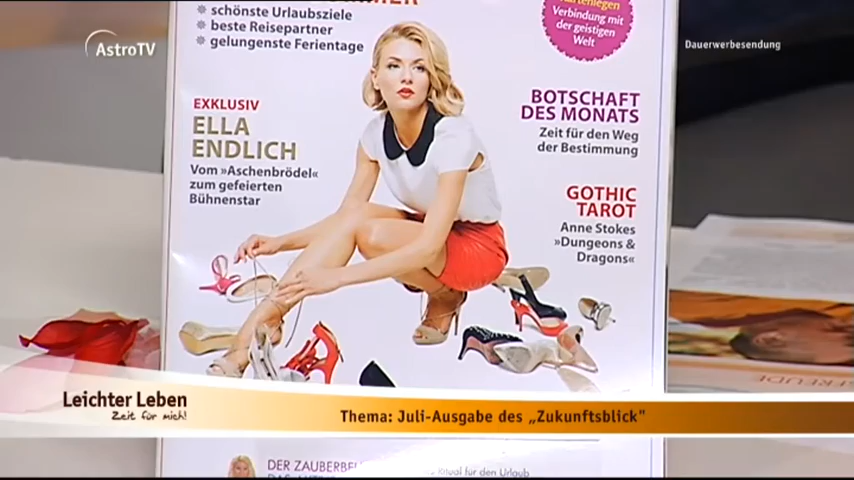 AstroTV
Dauerwerbesendung
schönste Urlaubsziele
beste Reisepartner
gelungenste Ferientage
Verbindung mit
der geistigen
Welt
EXKLUSIV
ELLA
ENDLICH
Vom »Aschenbrödel«
zum gefeierten
Bühnenstar
BOTSCHAFT
DES MONATS
Zeit für den Weg
der Bestimmung
GOTHIC
TAROT
Anne Stokes
»Dungeons &
Dragons«
Leichter Leben
Zeit für mich!
Thema: Juli-Ausgabe des „Zukunftsblick"
DER
Ritual für den Urlaub